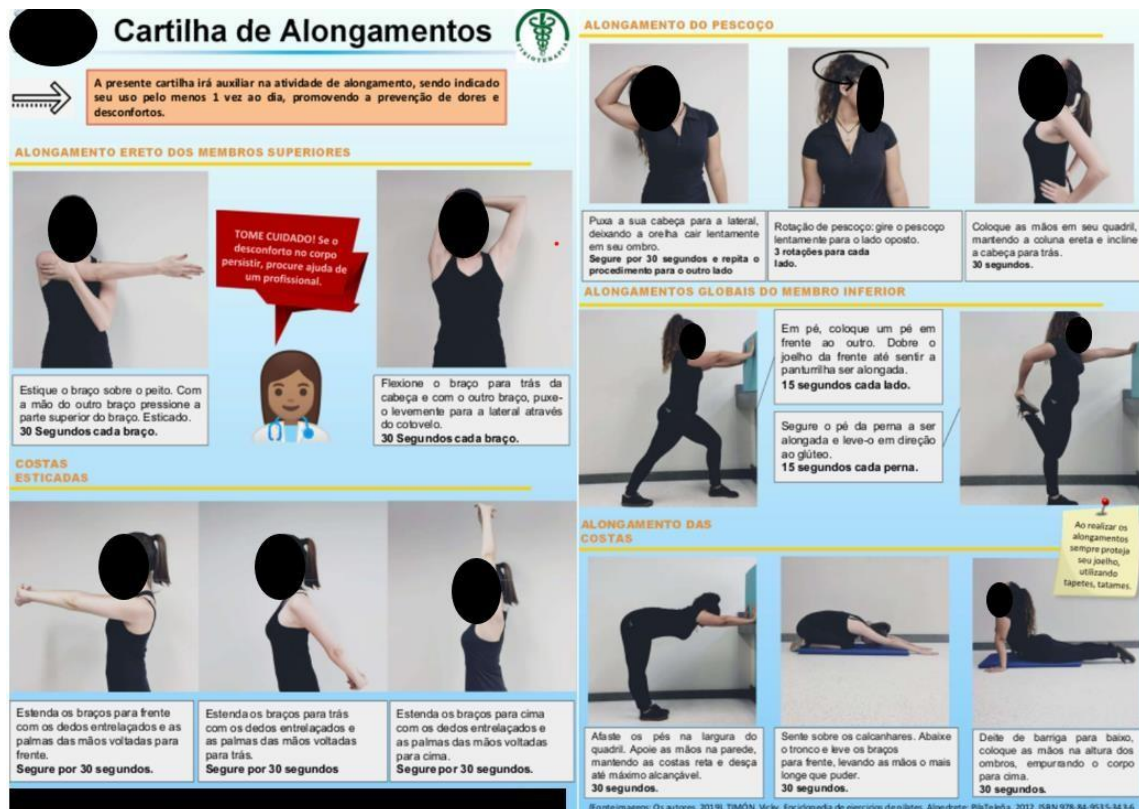 Cartilha de Alongamentos
FISIOTERAPIA
A presente cartilha irá auxiliar na atividade de alongamento, sendo indicado
seu uso pelo menos 1 vez ao dia, promovendo a prevenção de dores e
desconfortos.
ALONGAMENTO ERETO DOS MEMBROS SUPERIORES
TOME CUIDADO! Se o
desconforto no corpo
persistir, procure ajuda de
um profissional.
Estique o braço sobre o peito. Com
a mão do outro braço pressione a
parte superior do braço. Esticado.
30 Segundos cada braço.
Flexione o braço para trás da
cabeça e com o outro braço, puxe-
o levemente para a lateral através
do cotovelo.
30 Segundos cada braço.
COSTAS
ESTICADAS
Estenda os braços para frente
com os dedos entrelaçados e as
palmas das mãos voltadas para
frente.
Segure por 30 segundos.
Estenda os braços para trás
com os dedos entrelaçados e
as palmas das mãos voltadas
para trás.
Segure por 30 segundos
Estenda os braços para cima
com os dedos entrelaçados e
as palmas das mãos voltadas
para cima.
Segure por 30 segundos.
ALONGAMENTO DO PESCOÇO
Puxa a sua cabeça para a lateral,
deixando a orelha cair lentamente
em seu ombro.
Segure por 30 segundos e repita o
procedimento para o outro lado
Rotação de pescoço: gire o pescoço
lentamente para o lado oposto.
3 rotações para cada
lado.
Coloque as mãos em seu quadril,
mantendo a coluna ereta e incline
a cabeça para trás.
30 segundos.
ALONGAMENTOS GLOBAIS DO MEMBRO INFERIOR
Em pé, coloque um pé em
frente ao outro. Dobre o
joelho da frente até sentir a
panturrilha ser alongada.
15 segundos cada lado.
Segure o pé da perna a ser
alongada e leve-o em direção
ao glúteo.
15 segundos cada perna.
ALONGAMENTO DAS
COSTAS
Ao realizar os
alongamentos
sempre proteja
seu joelho,
utilizando
tapetes, tatames.
Afaste os pés na largura do
quadril. Apoie as mãos na parede,
mantendo as costas reta e desça
até máximo alcançável.
30 segundos.
Sente sobre os calcanhares. Abaixe
o tronco e leve os braços
para frente, levando as mãos o mais
longe que puder.
30 segundos.
Deite de barriga para baixo,
coloque as mãos na altura dos
ombros, empurrando o corpo
para cima.
30 segundos.
Os autores, 2019). TIMÓN, Vicky. Enciclopedia de ejercicios de pilates.